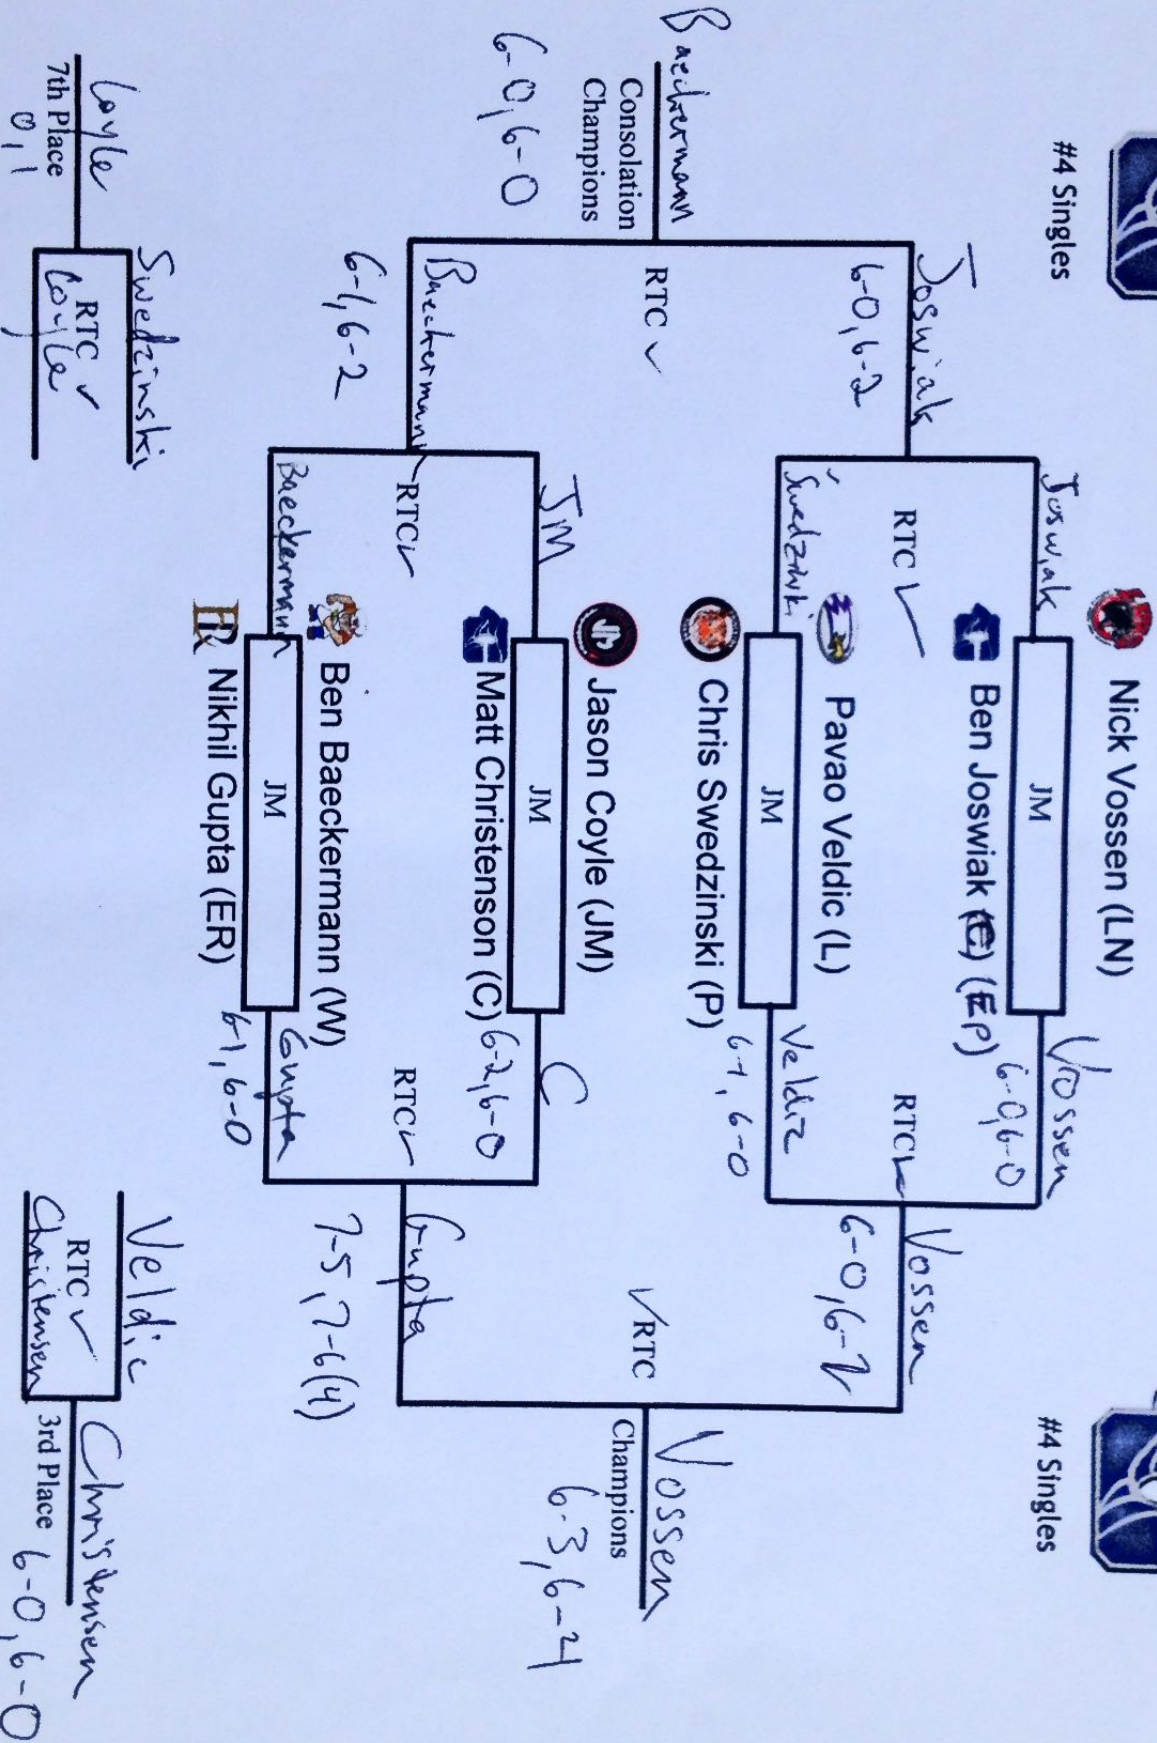 #4 Singles
#4 Singles
Nick Vossen (LN)
Joswiak
JM
Vossen
Ben Joswiak (C) (EP)
6-0, 6-0
Joswiak
6-0, 6-2
RTC ✓
RTC ✓
Vossen
6-0, 6-2
Pavao Veldic (L)
Swedzinski
JM
Veldic
Chris Swedzinski (P)
6-1, 6-0
Baeckermann
Consolation
Champions
6-0, 6-0
RTC ✓
✓ RTC
Vossen
Champions
6-3, 6-4
Jason Coyle (JM)
JM
JM
C
Matt Christenson (C)
6-2, 6-0
Baeckermann
6-1, 6-2
RTC ✓
RTC ✓
Gupta
7-5, 7-6(4)
Ben Baeckermann (W)
Baeckermann
JM
Gupta
ER Nikhil Gupta (ER)
6-1, 6-0
Coyle
7th Place
0, 1
Swedzinski
RTC ✓
Coyle
Veldic
RTC ✓
Christensen
Christensen
3rd Place
6-0, 6-0